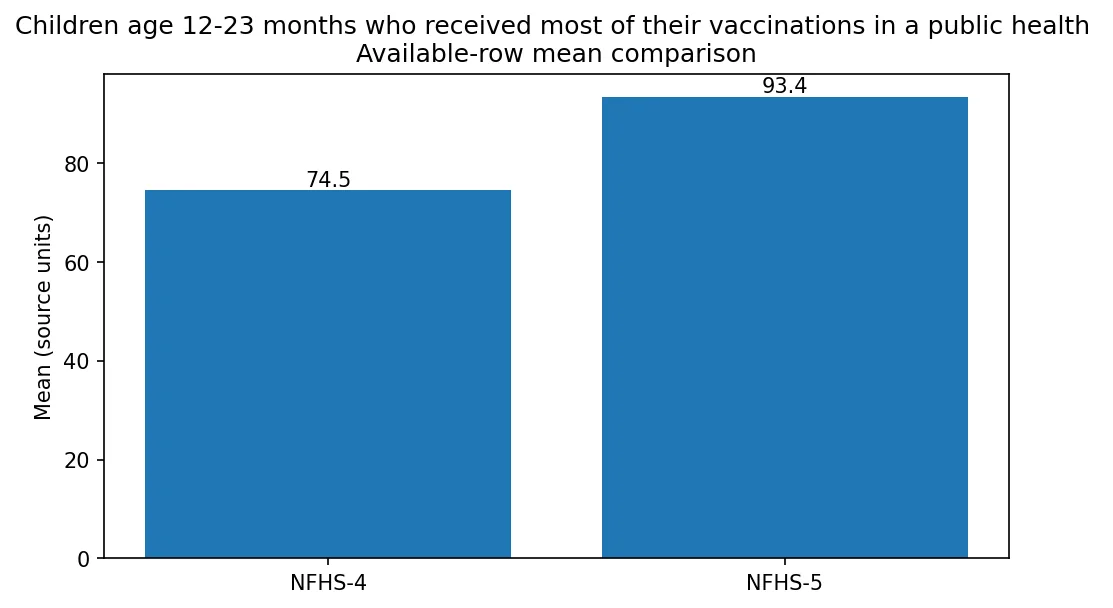 Children age 12-23 months who received most of their vaccinations in a public health
Available-row mean comparison
93.4
74.5
80
60
40
20
0
Mean (source units)
NFHS-4
NFHS-5